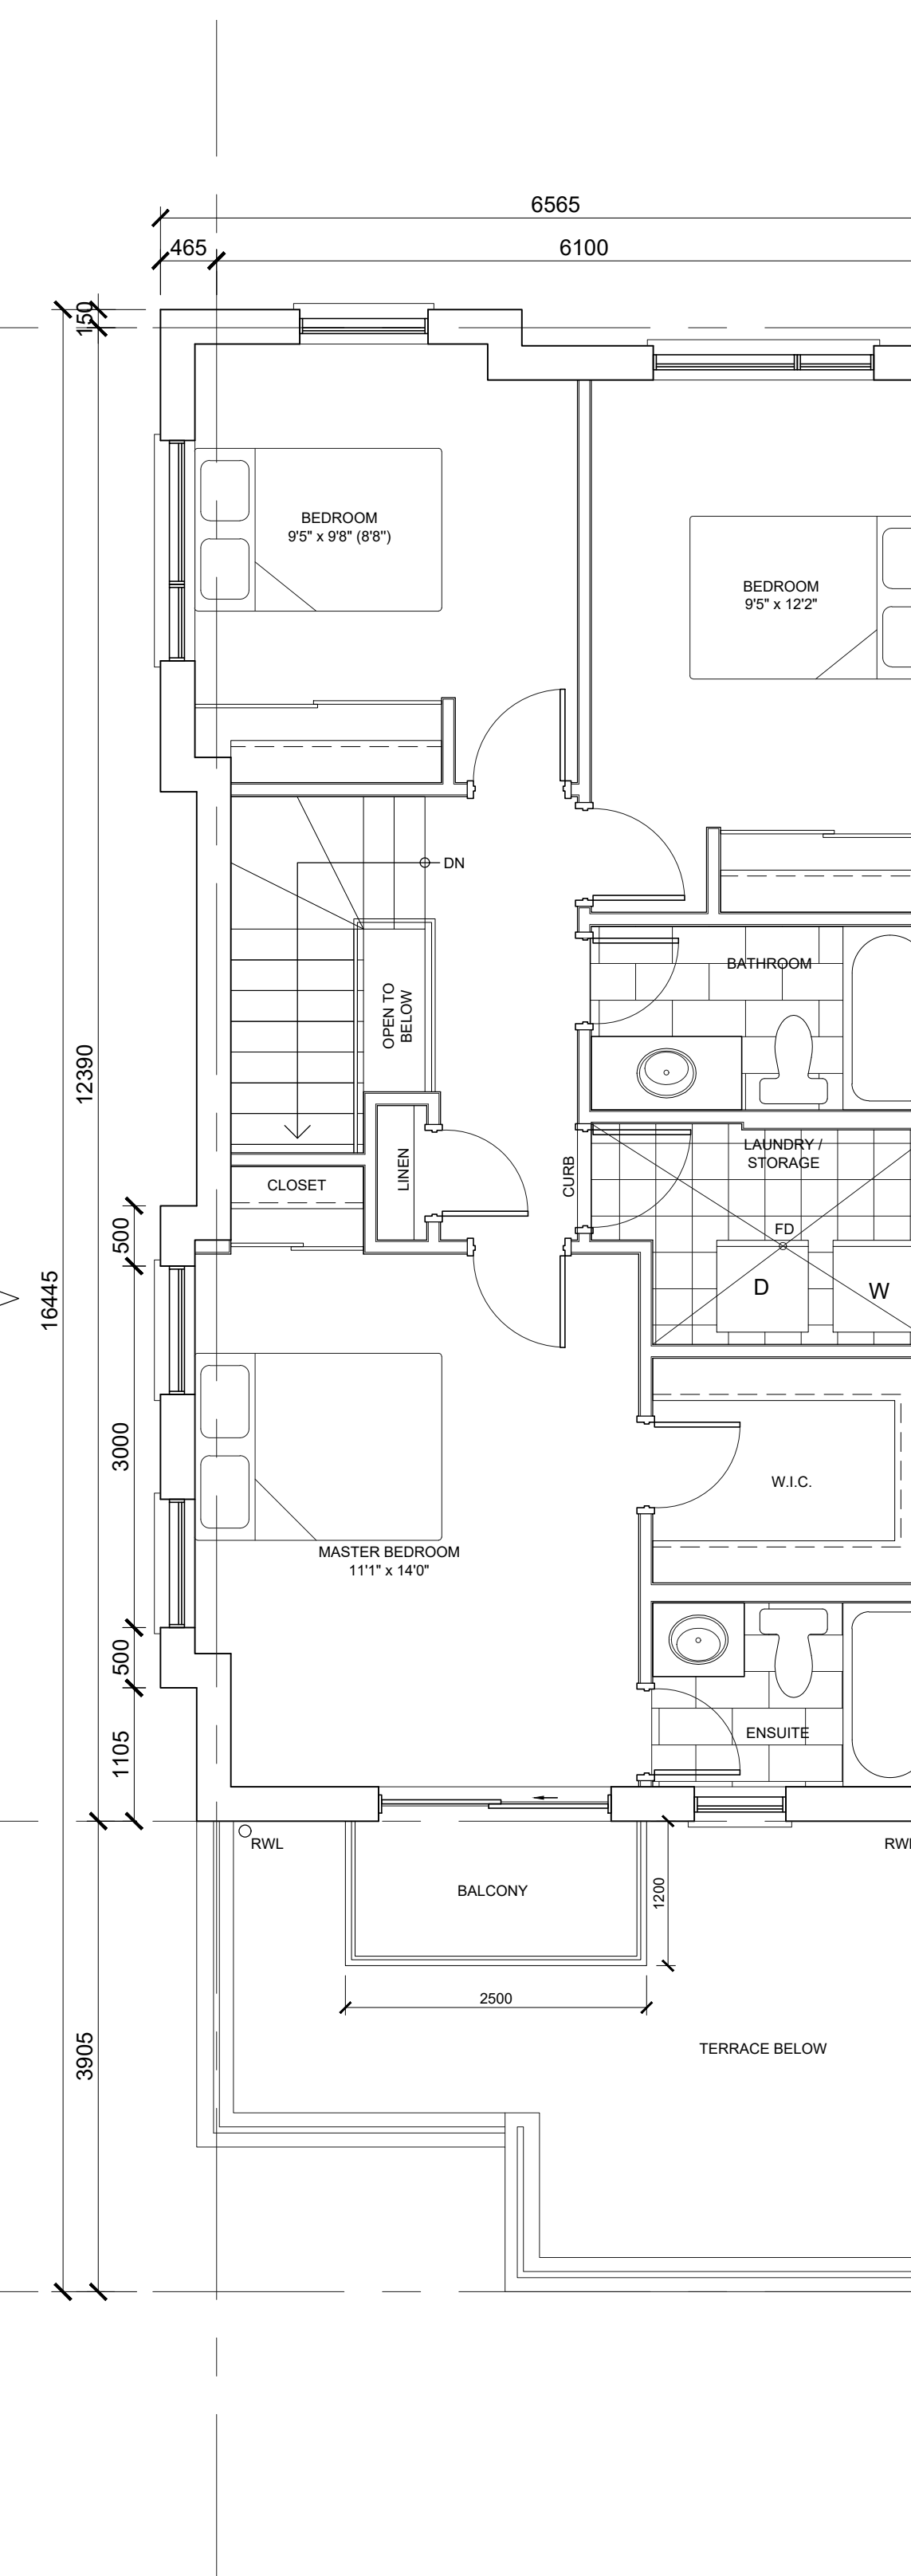 6565
465
6100
150
BEDROOM
9'5" x 9'8" (8'8")
BEDROOM
9'5" x 12'2"
DN
BATHROOM
OPEN TO
BELOW
12390
LAUNDRY /
STORAGE
LINEN
CURB
CLOSET
500
FD
16445
D
W
3000
W.I.C.
MASTER BEDROOM
11'1" x 14'0"
500
ENSUITE
1105
RWL
BALCONY
1200
2500
3905
TERRACE BELOW